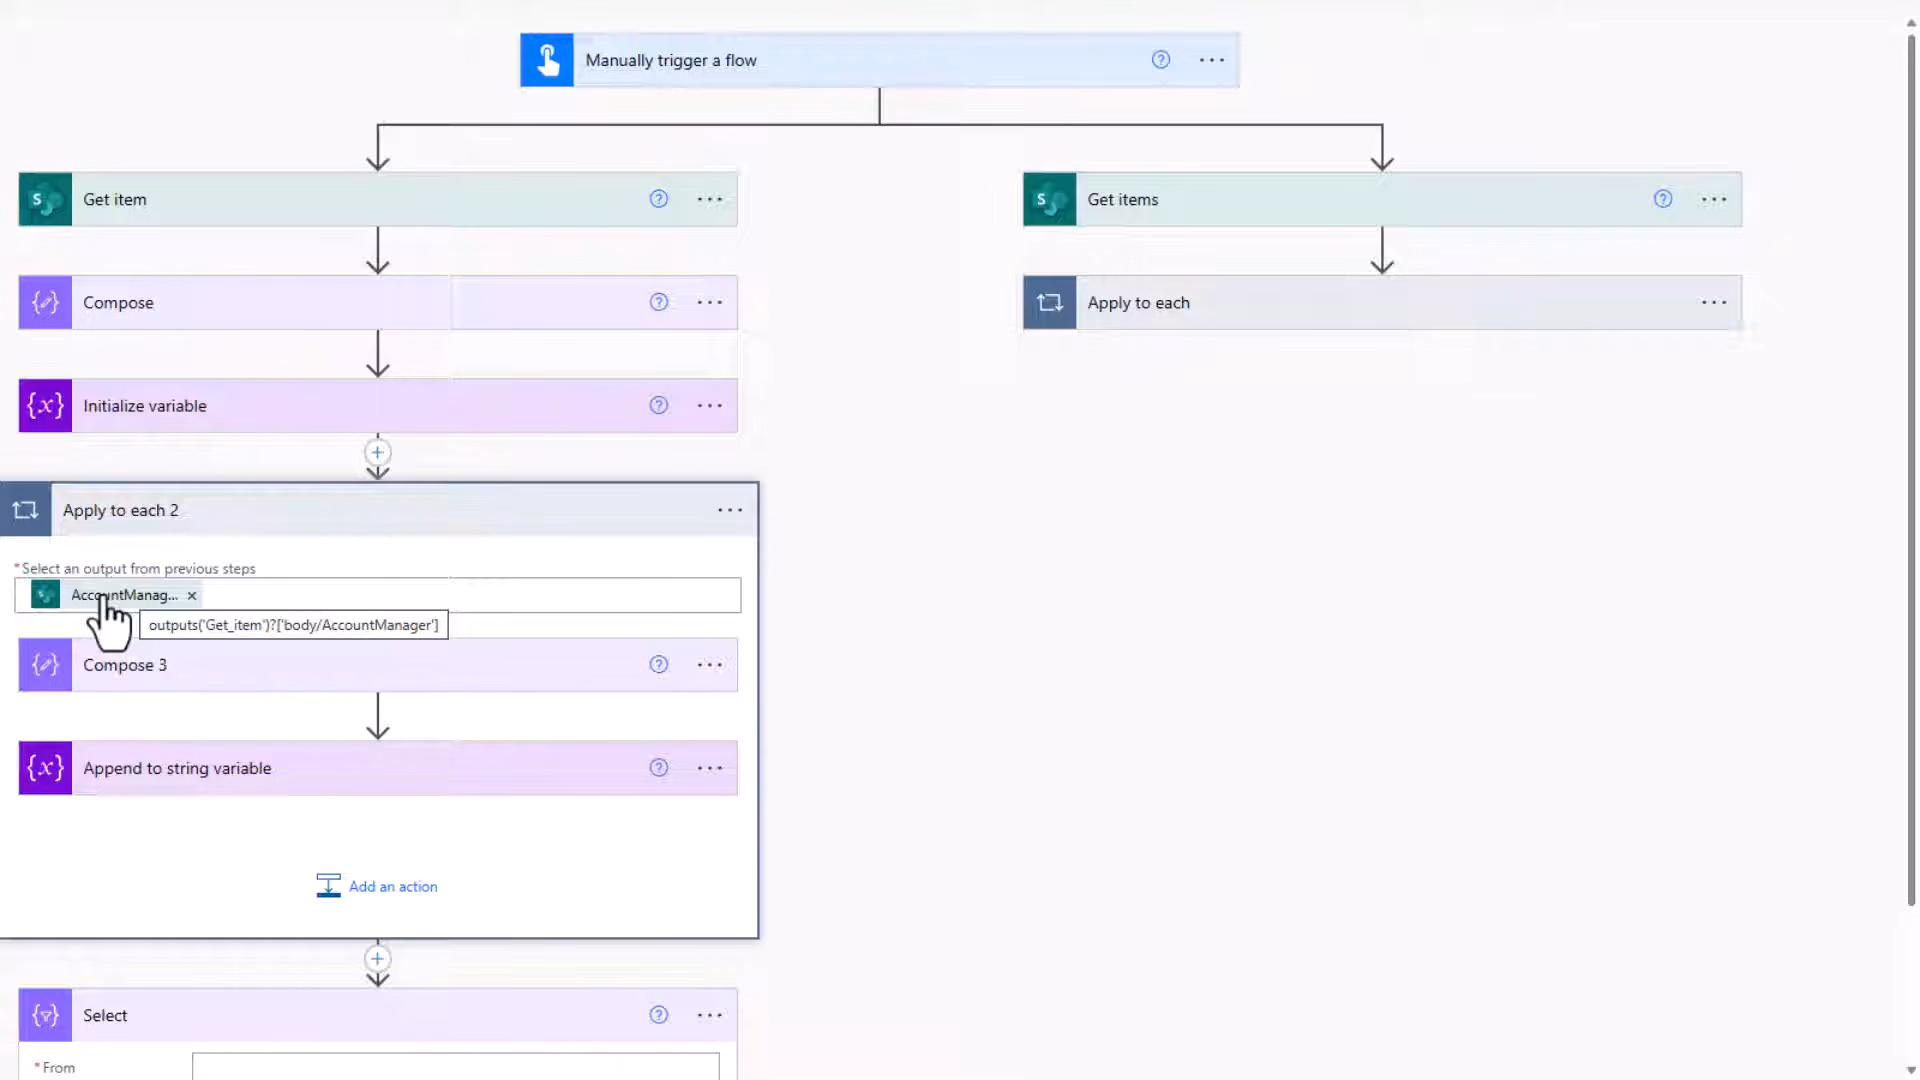 Manually trigger a flow
Get item
Get items
Compose
Apply to each
Initialize variable
Apply to each 2
*Select an output from previous steps
AccountManag...
outputs('Get_item')?['body/AccountManager']
Compose 3
Append to string variable
Add an action
Select
*From